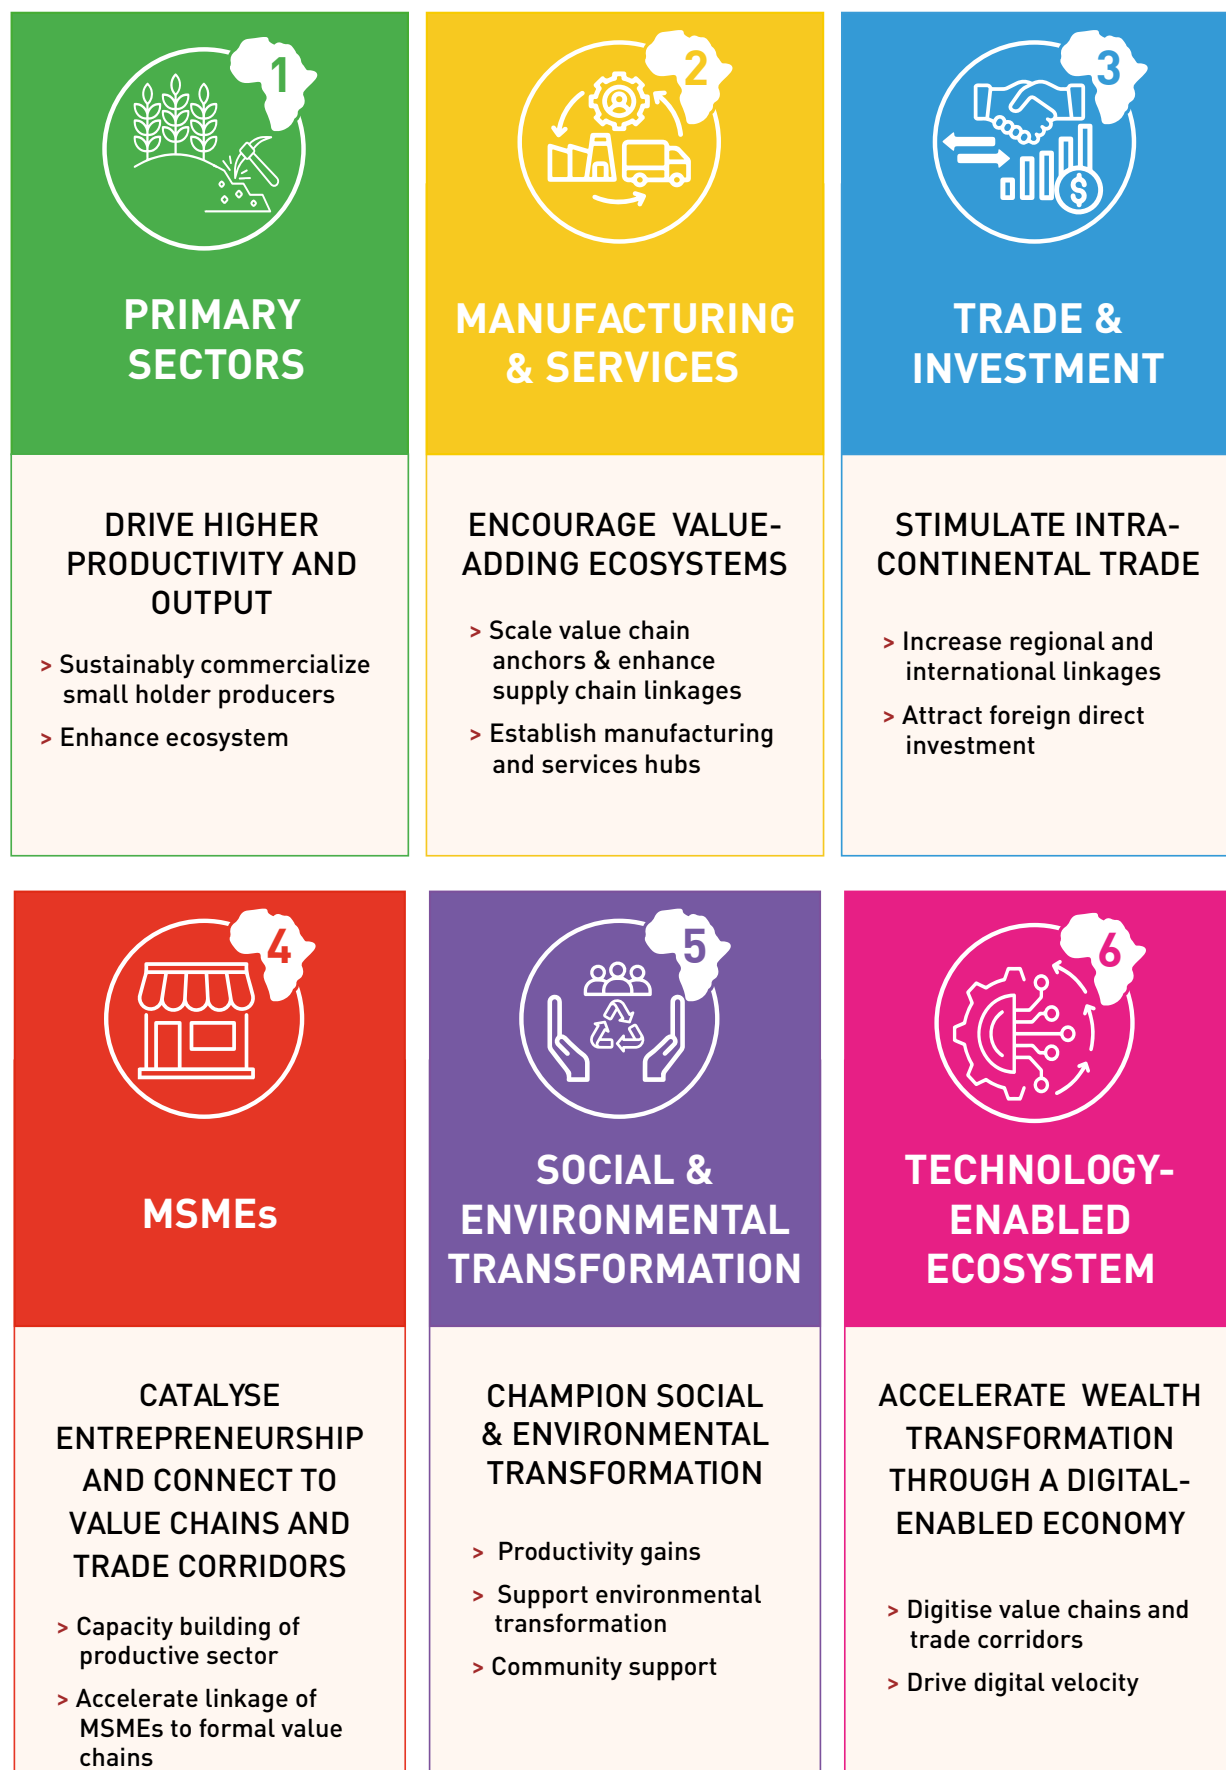 1
PRIMARY
SECTORS
DRIVE HIGHER
PRODUCTIVITY AND
OUTPUT
> Sustainably commercialize
small holder producers
> Enhance ecosystem
2
MANUFACTURING
& SERVICES
ENCOURAGE VALUE-
ADDING ECOSYSTEMS
> Scale value chain
anchors & enhance
supply chain linkages
> Establish manufacturing
and services hubs
3
$
TRADE &
INVESTMENT
STIMULATE INTRA-
CONTINENTAL TRADE
> Increase regional and
international linkages
> Attract foreign direct
investment
4
MSMEs
CATALYSE
ENTREPRENEURSHIP
AND CONNECT TO
VALUE CHAINS AND
TRADE CORRIDORS
> Capacity building of
productive sector
> Accelerate linkage of
MSMEs to formal value
chains
5
SOCIAL &
ENVIRONMENTAL
TRANSFORMATION
CHAMPION SOCIAL
& ENVIRONMENTAL
TRANSFORMATION
> Productivity gains
> Support environmental
transformation
> Community support
6
TECHNOLOGY-
ENABLED
ECOSYSTEM
ACCELERATE WEALTH
TRANSFORMATION
THROUGH A DIGITAL-
ENABLED ECONOMY
> Digitise value chains and
trade corridors
> Drive digital velocity